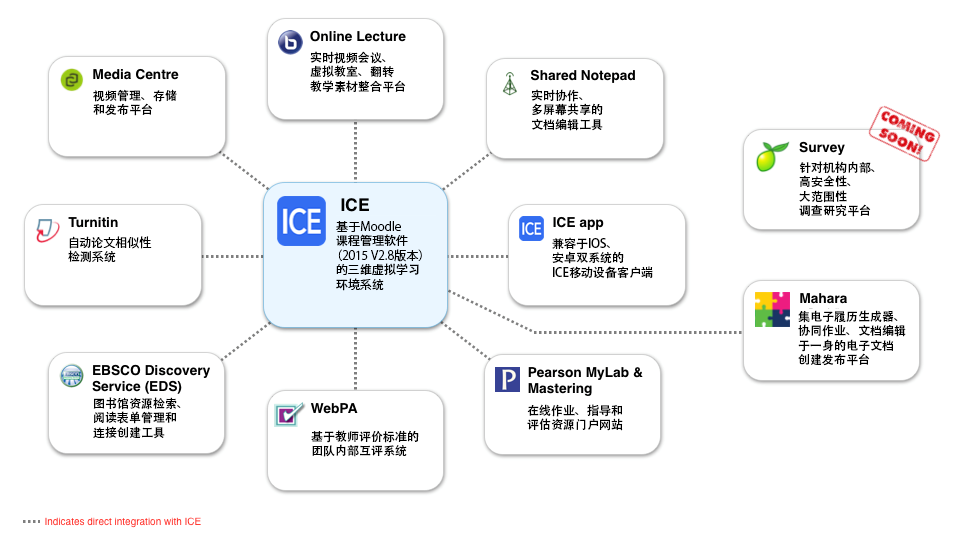 Online Lecture
实时视频会议、
虚拟教室、翻转
教学素材整合平台
Media Centre
视频管理、存储
和发布平台
Shared Notepad
实时协作、
多屏幕共享的
文档编辑工具
COMING
SOON!
Survey
针对机构内部、
高安全性、
大范围性
调查研究平台
ICE
ICE
基于Moodle
课程管理软件
（2015 V2.8版本）
的三维虚拟学习
环境系统
Turnitin
自动论文相似性
检测系统
ICE
ICE app
兼容于IOS、
安卓双系统的
ICE移动设备客户端
Mahara
集电子履历生成器、
协同作业、文档编辑
于一身的电子文档
创建发布平台
EBSCO Discovery
Service (EDS)
图书馆资源检索、
阅读表单管理和
连接创建工具
WebPA
基于教师评价标准的
团队内部互评系统
P
Pearson MyLab &
Mastering
在线作业、指导和
评估资源门户网站
Indicates direct integration with ICE